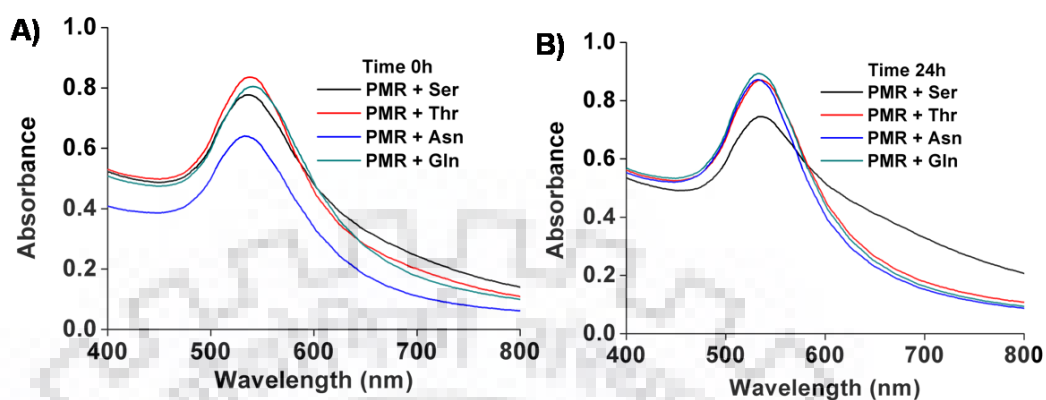 A)
1.0
0.8
0.6
0.4
0.2
0.0
Absorbance
Time 0h
PMR + Ser
PMR + Thr
PMR + Asn
PMR + Gln
400 500 600 700 800
Wavelength (nm)
B)
1.0
0.8
0.6
0.4
0.2
0.0
Absorbance
Time 24h
PMR + Ser
PMR + Thr
PMR + Asn
PMR + Gln
400 500 600 700 800
Wavelength (nm)